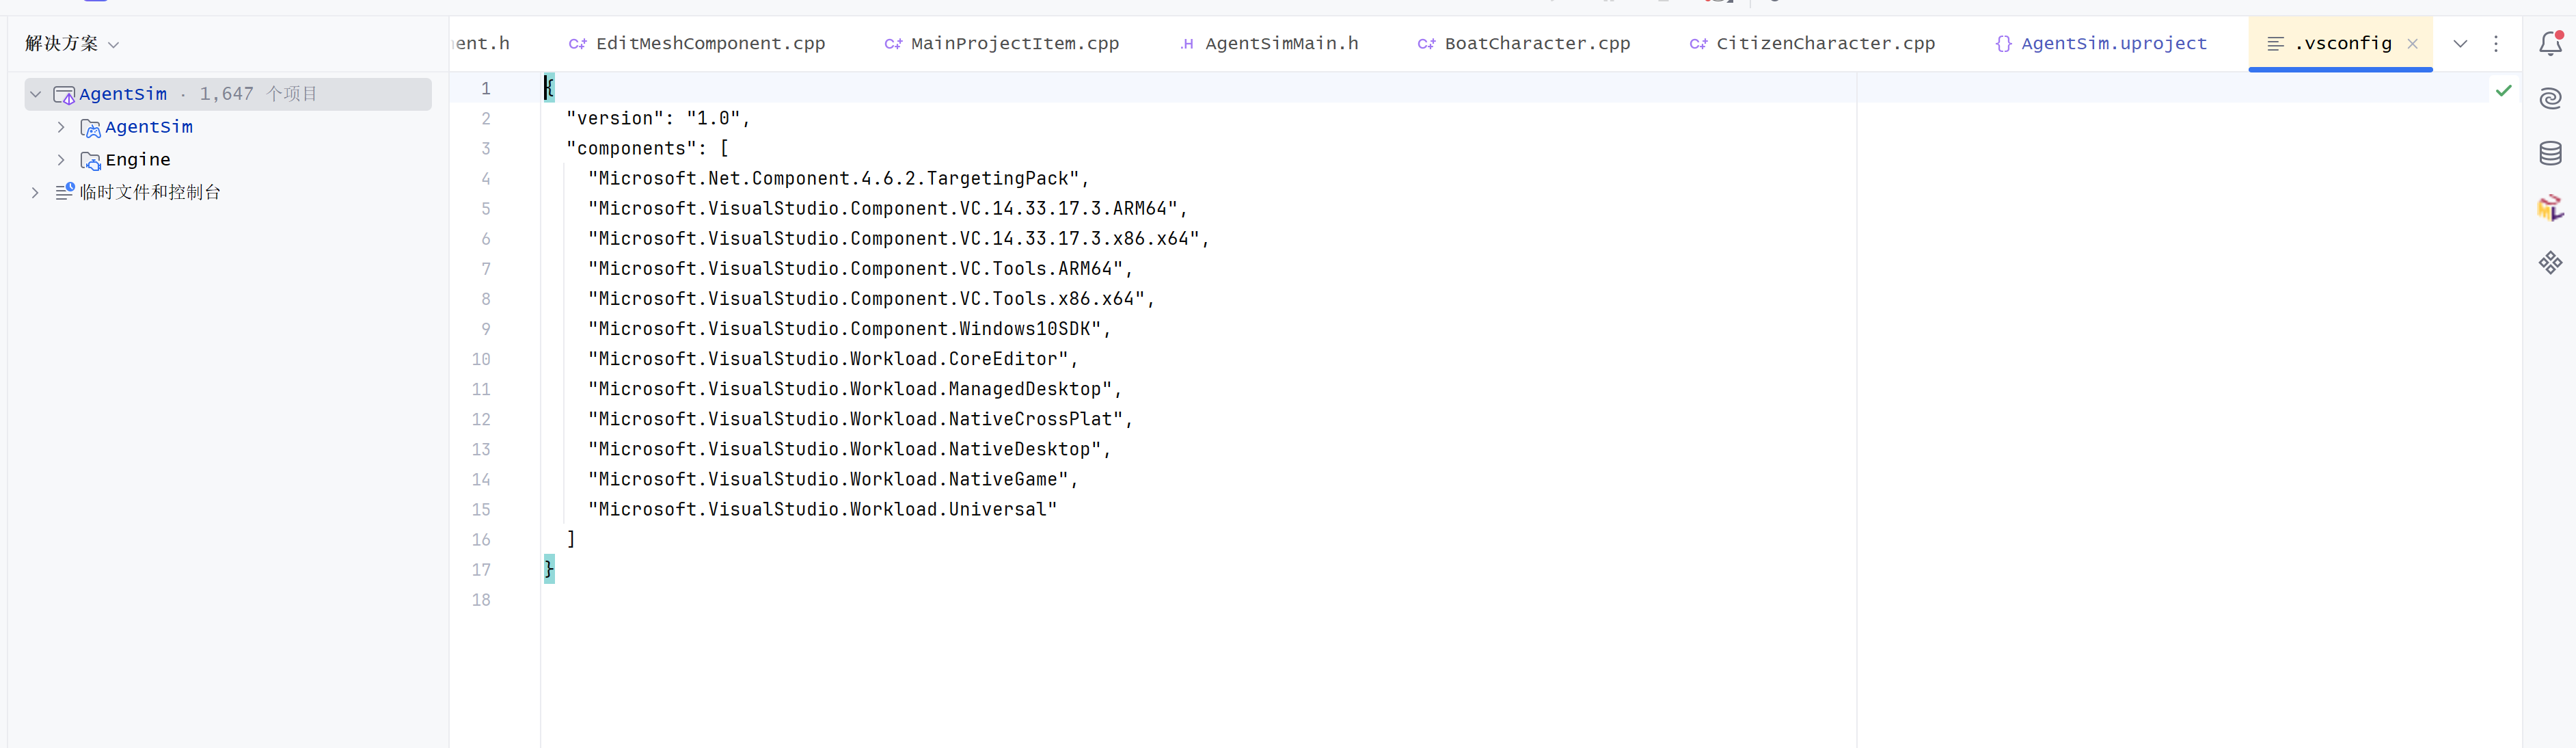 解决方案
AgentSim · 1,647 个项目
AgentSim
Engine
临时文件和控制台
ent.h EditMeshComponent.cpp MainProjectItem.cpp .H AgentSimMain.h BoatCharacter.cpp CitizenCharacter.cpp {} AgentSim.uproject .vsconfig
1 {
2 "version": "1.0",
3 "components": [
4 "Microsoft.Net.Component.4.6.2.TargetingPack",
5 "Microsoft.VisualStudio.Component.VC.14.33.17.3.ARM64",
6 "Microsoft.VisualStudio.Component.VC.14.33.17.3.x86.x64",
7 "Microsoft.VisualStudio.Component.VC.Tools.ARM64",
8 "Microsoft.VisualStudio.Component.VC.Tools.x86.x64",
9 "Microsoft.VisualStudio.Component.Windows10SDK",
10 "Microsoft.VisualStudio.Workload.CoreEditor",
11 "Microsoft.VisualStudio.Workload.ManagedDesktop",
12 "Microsoft.VisualStudio.Workload.NativeCrossPlat",
13 "Microsoft.VisualStudio.Workload.NativeDesktop",
14 "Microsoft.VisualStudio.Workload.NativeGame",
15 "Microsoft.VisualStudio.Workload.Universal"
16 ]
17 }
18